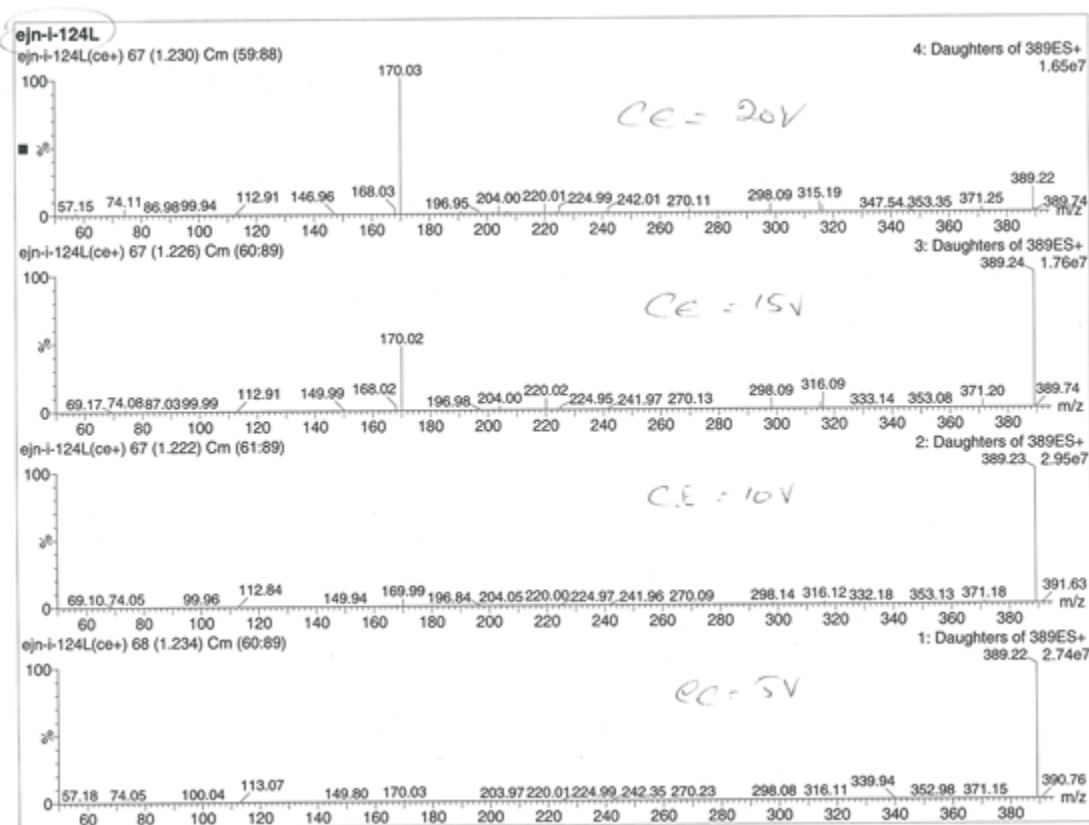 ejn-i-124L
ejn-i-124L(ce+) 67 (1.230) Cm (59:88)
4: Daughters of 389ES+
1.65e7
CE = 20V
100
%
0
57.15 74.11 86.98 99.94 112.91 146.96 168.03 170.03 196.95 204.00 220.01 224.99 242.01 270.11 298.09 315.19 347.54 353.35 371.25 389.22 389.74
m/z
60 80 100 120 140 160 180 200 220 240 260 280 300 320 340 360 380
ejn-i-124L(ce+) 67 (1.226) Cm (60:89)
3: Daughters of 389ES+
1.76e7
CE = 15V
100
%
0
69.17 74.08 87.03 99.99 112.91 149.99 168.02 170.02 196.98 204.00 220.02 224.95 241.97 270.13 298.09 316.09 333.14 353.08 371.20 389.24 389.74
m/z
60 80 100 120 140 160 180 200 220 240 260 280 300 320 340 360 380
ejn-i-124L(ce+) 67 (1.222) Cm (61:89)
2: Daughters of 389ES+
2.95e7
C.E = 10V
100
%
0
69.10 74.05 99.96 112.84 149.94 169.99 196.84 204.05 220.00 224.97 241.96 270.09 298.14 316.12 332.18 353.13 371.18 389.23 391.63
m/z
60 80 100 120 140 160 180 200 220 240 260 280 300 320 340 360 380
ejn-i-124L(ce+) 68 (1.234) Cm (60:89)
1: Daughters of 389ES+
2.74e7
eC = 5V
100
%
0
57.18 74.05 100.04 113.07 149.80 170.03 203.97 220.01 224.99 242.35 270.23 298.08 316.11 339.94 352.98 371.15 389.22 390.76
m/z
60 80 100 120 140 160 180 200 220 240 260 280 300 320 340 360 380